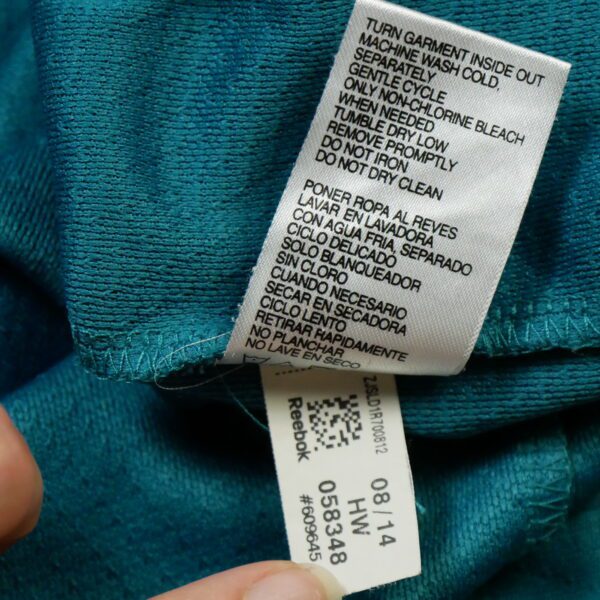 TURN GARMENT INSIDE OUT
MACHINE WASH COLD,
SEPARATELY
GENTLE CYCLE
ONLY NON-CHLORINE BLEACH
WHEN NEEDED
TUMBLE DRY LOW
REMOVE PROMPTLY
DO NOT IRON
DO NOT DRY CLEAN
PONER ROPA AL REVES
LAVAR EN LAVADORA
CON AGUA FRIA, SEPARADO
CICLO DELICADO
SOLO BLANQUEADOR
SIN CLORO
CUANDO NECESARIO
SECAR EN SECADORA
CICLO LENTO
RETIRAR RAPIDAMENTE
NO PLANCHAR
NO LAVE EN SECO
ZJSLD1R700812
Reebok
08/14
HW
058348
#609645